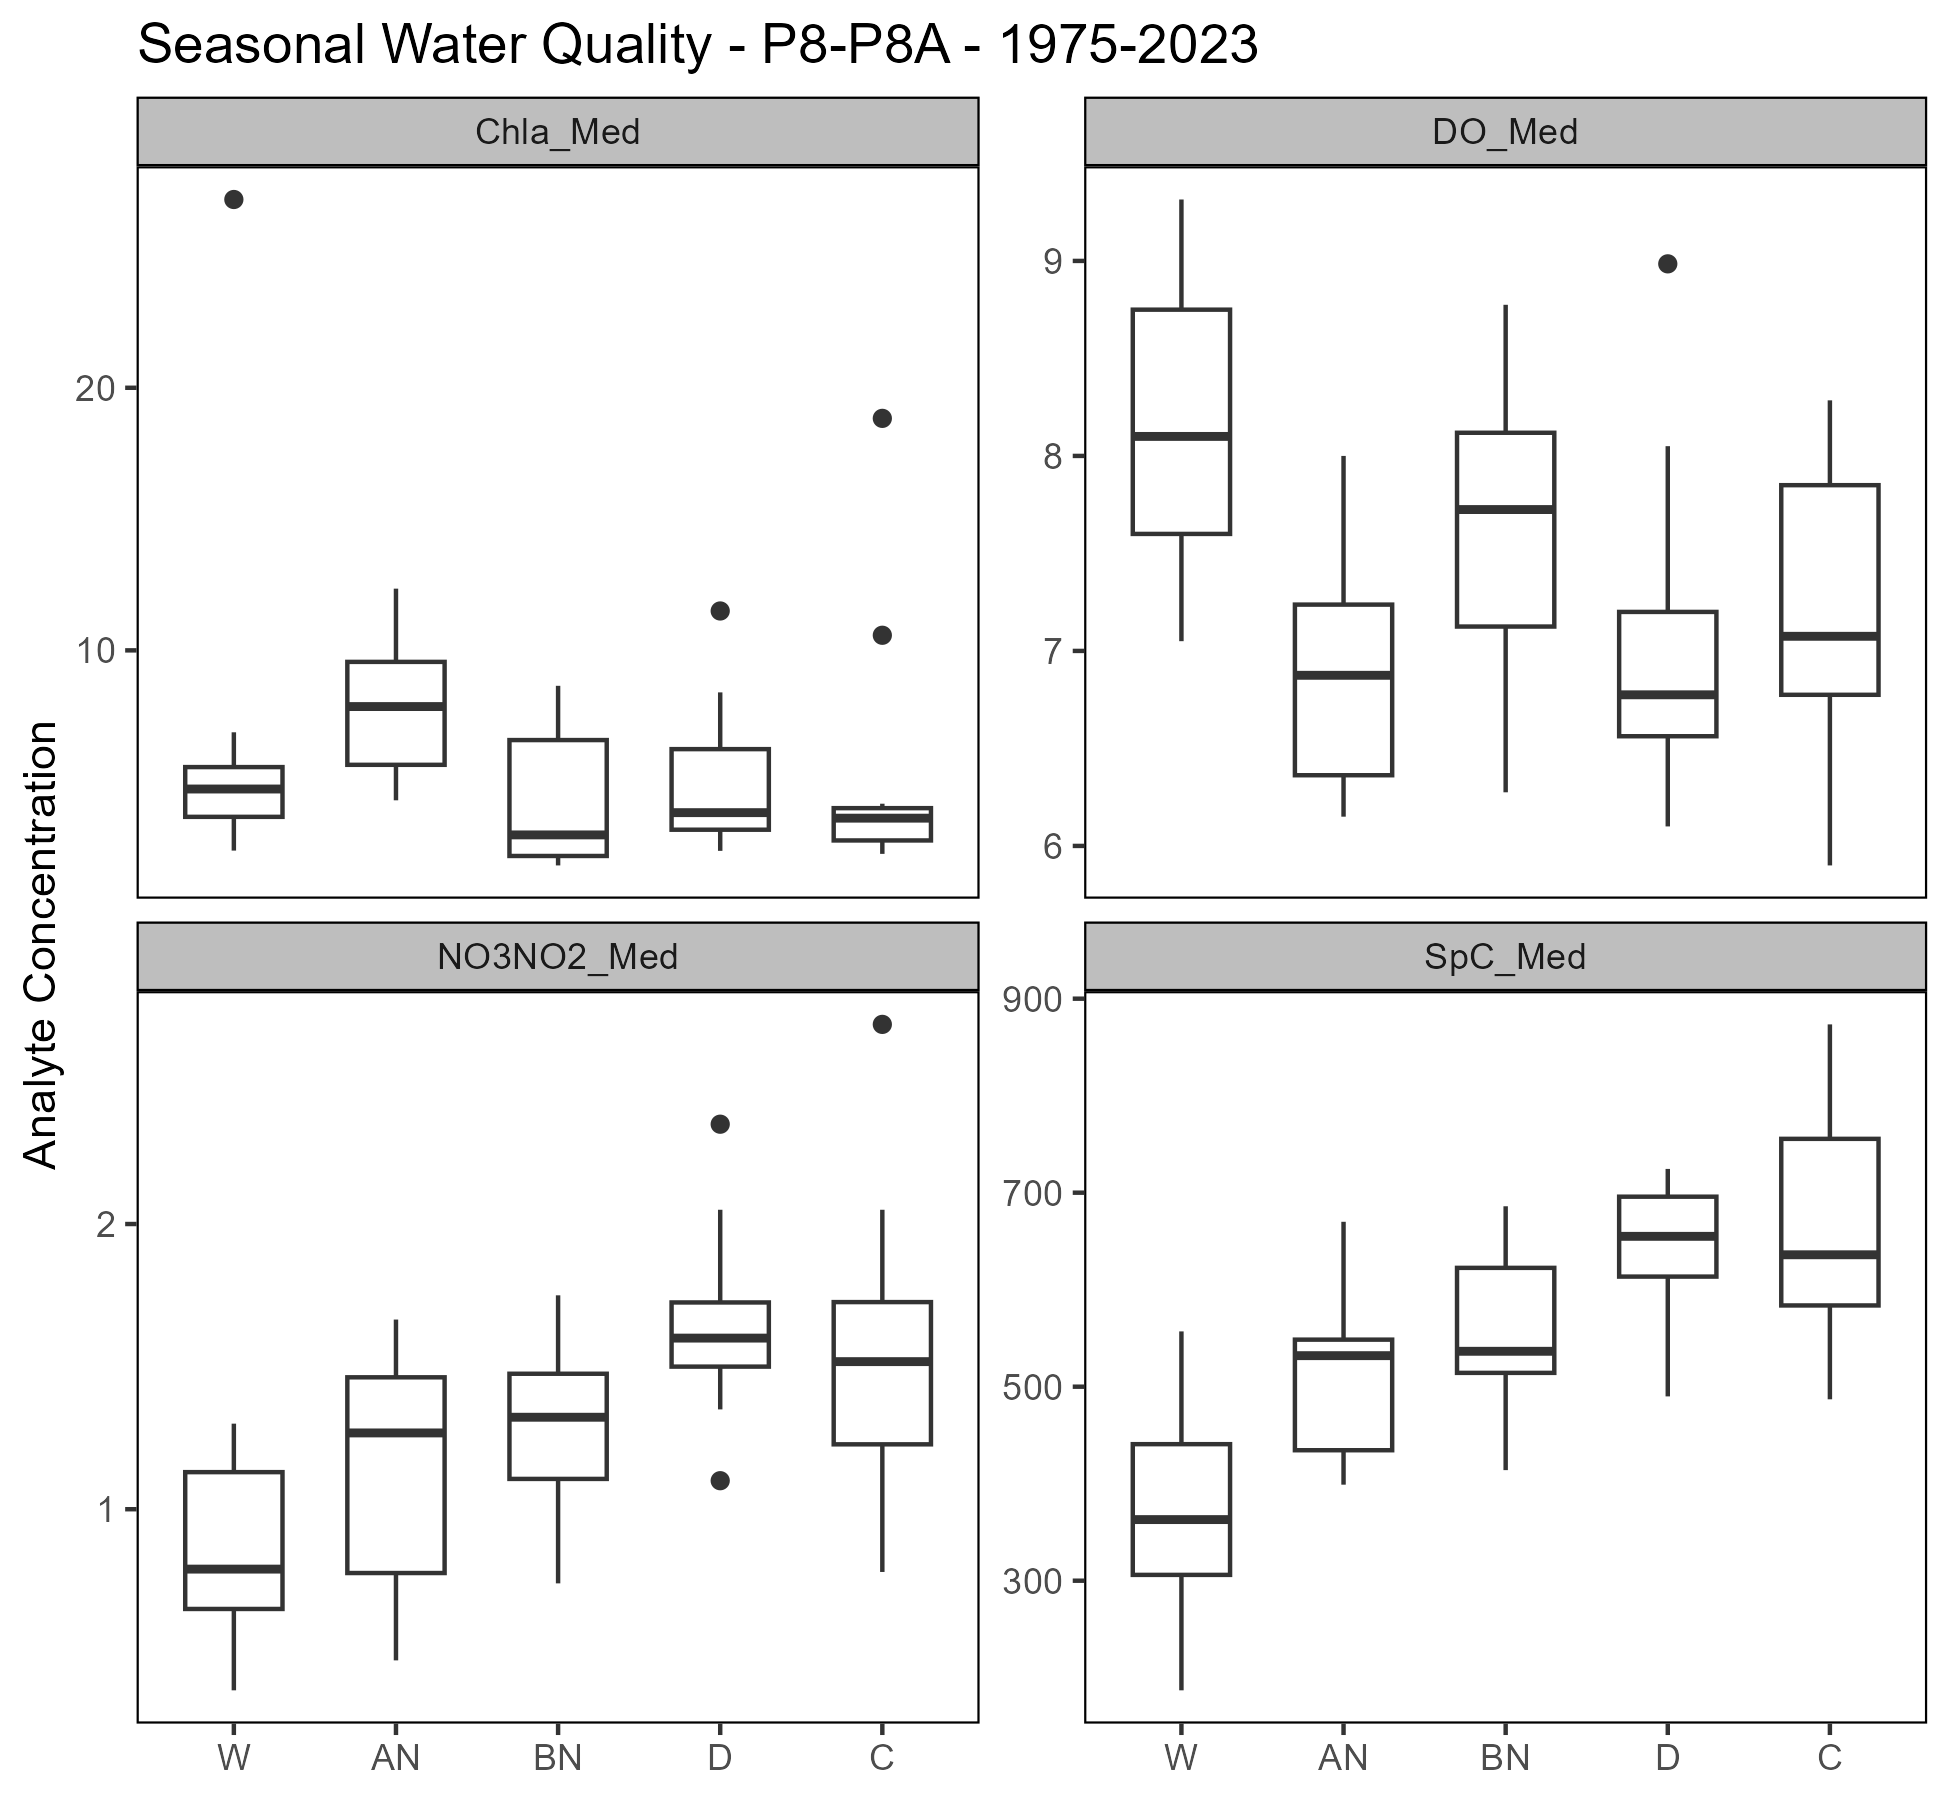 Seasonal Water Quality - P8-P8A - 1975-2023
Analyte Concentration
Chla_Med
20
10
DO_Med
9
8
7
6
NO3NO2_Med
2
1
W AN BN D C
SpC_Med
900
700
500
300
W AN BN D C